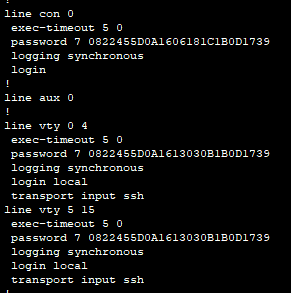 !
line con 0
 exec-timeout 5 0
 password 7 0822455D0A1606181C1B0D1739
 logging synchronous
 login
!
line aux 0
!
line vty 0 4
 exec-timeout 5 0
 password 7 0822455D0A1613030B1B0D1739
 logging synchronous
 login local
 transport input ssh
line vty 5 15
 exec-timeout 5 0
 password 7 0822455D0A1613030B1B0D1739
 logging synchronous
 login local
 transport input ssh
!